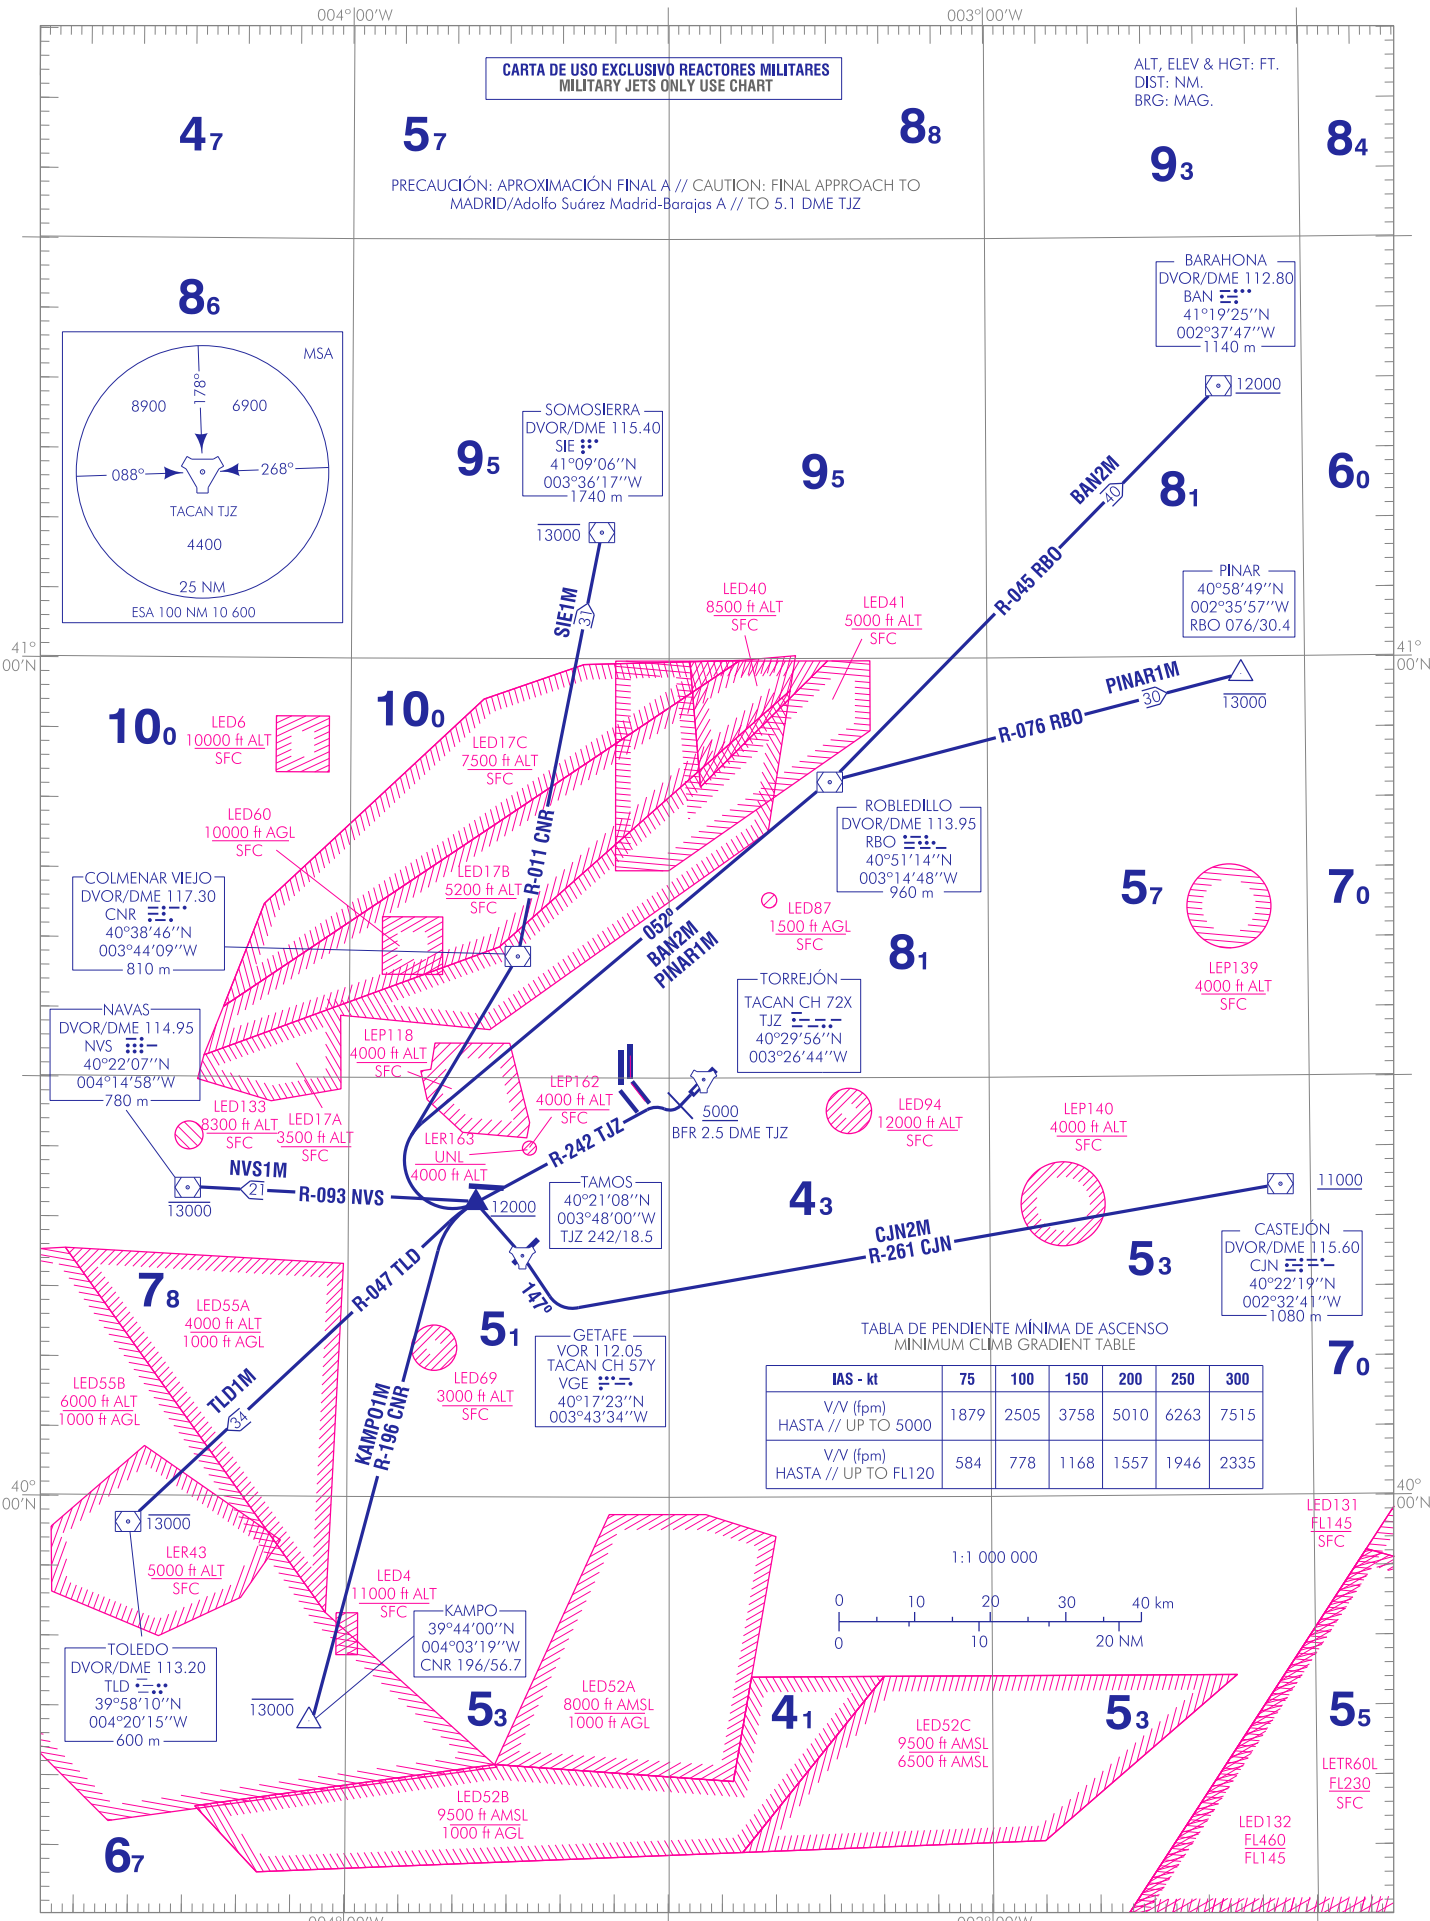 004°00'W
003°00'W
CARTA DE USO EXCLUSIVO REACTORES MILITARES
MILITARY JETS ONLY USE CHART
ALT, ELEV & HGT: FT.
DIST: NM.
BRG: MAG.
47
57
88
93
84
PRECAUCIÓN: APROXIMACIÓN FINAL A // CAUTION: FINAL APPROACH TO
MADRID/Adolfo Suárez Madrid-Barajas A // TO 5.1 DME TJZ
86
MSA
178°
8900
6900
088°
268°
TACAN TJZ
4400
25 NM
ESA 100 NM 10 600
BARAHONA
DVOR/DME 112.80
BAN
41°19'25''N
002°37'47''W
1140 m
12000
SOMOSIERRA
DVOR/DME 115.40
SIE
41°09'06''N
003°36'17''W
1740 m
13000
95
95
BAN2M
40
81
60
R-045 RBO
SIE1M
31
PINAR
40°58'49''N
002°35'57''W
RBO 076/30.4
LED40
8500 ft ALT
SFC
LED41
5000 ft ALT
SFC
41°
00'N
41°
00'N
PINAR1M
30
13000
R-076 RBO
100
100
LED6
10000 ft ALT
SFC
LED17C
7500 ft ALT
SFC
LED60
10000 ft AGL
SFC
R-011 CNR
ROBLEDILLO
DVOR/DME 113.95
RBO
40°51'14''N
003°14'48''W
960 m
LED17B
5200 ft ALT
SFC
COLMENAR VIEJO
DVOR/DME 117.30
CNR
40°38'46''N
003°44'09''W
810 m
052º
BAN2M
PINAR1M
LED87
1500 ft AGL
SFC
57
70
81
LEP139
4000 ft ALT
SFC
TORREJÓN
TACAN CH 72X
TJZ
40°29'56''N
003°26'44''W
NAVAS
DVOR/DME 114.95
NVS
40°22'07''N
004°14'58''W
780 m
LEP118
4000 ft ALT
SFC
LEP162
4000 ft ALT
SFC
5000
BFR 2.5 DME TJZ
LED133
8300 ft ALT
SFC
LED17A
3500 ft ALT
SFC
LER163
UNL
4000 ft ALT
R-242 TJZ
LED94
12000 ft ALT
SFC
LEP140
4000 ft ALT
SFC
NVS1M
21
R-093 NVS
13000
12000
TAMOS
40°21'08''N
003°48'00''W
TJZ 242/18.5
43
11000
CJN2M
R-261 CJN
53
CASTEJÓN
DVOR/DME 115.60
CJN
40°22'19''N
002°32'41''W
1080 m
R-047 TLD
78
LED55A
4000 ft ALT
1000 ft AGL
147º
51
GETAFE
VOR 112.05
TACAN CH 57Y
VGE
40°17'23''N
003°43'34''W
TABLA DE PENDIENTE MÍNIMA DE ASCENSO
MINIMUM CLIMB GRADIENT TABLE
70
IAS - kt 75 100 150 200 250 300
V/V (fpm)
HASTA // UP TO 5000 1879 2505 3758 5010 6263 7515
V/V (fpm)
HASTA // UP TO FL120 584 778 1168 1557 1946 2335
LED55B
6000 ft ALT
1000 ft AGL
TLD1M
34
LED69
3000 ft ALT
SFC
KAMPO1M
R-196 CNR
40°
00'N
40°
00'N
13000
LER43
5000 ft ALT
SFC
LED131
FL145
SFC
1:1 000 000
0 10 20 30 40 km
0 10 20 NM
LED4
11000 ft ALT
SFC
KAMPO
39°44'00''N
004°03'19''W
CNR 196/56.7
TOLEDO
DVOR/DME 113.20
TLD
39°58'10''N
004°20'15''W
600 m
13000
53
LED52A
8000 ft AMSL
1000 ft AGL
41
LED52C
9500 ft AMSL
6500 ft AMSL
53
55
LETR60L
FL230
SFC
LED52B
9500 ft AMSL
1000 ft AGL
LED132
FL460
FL145
67
004°00'W
003°00'W